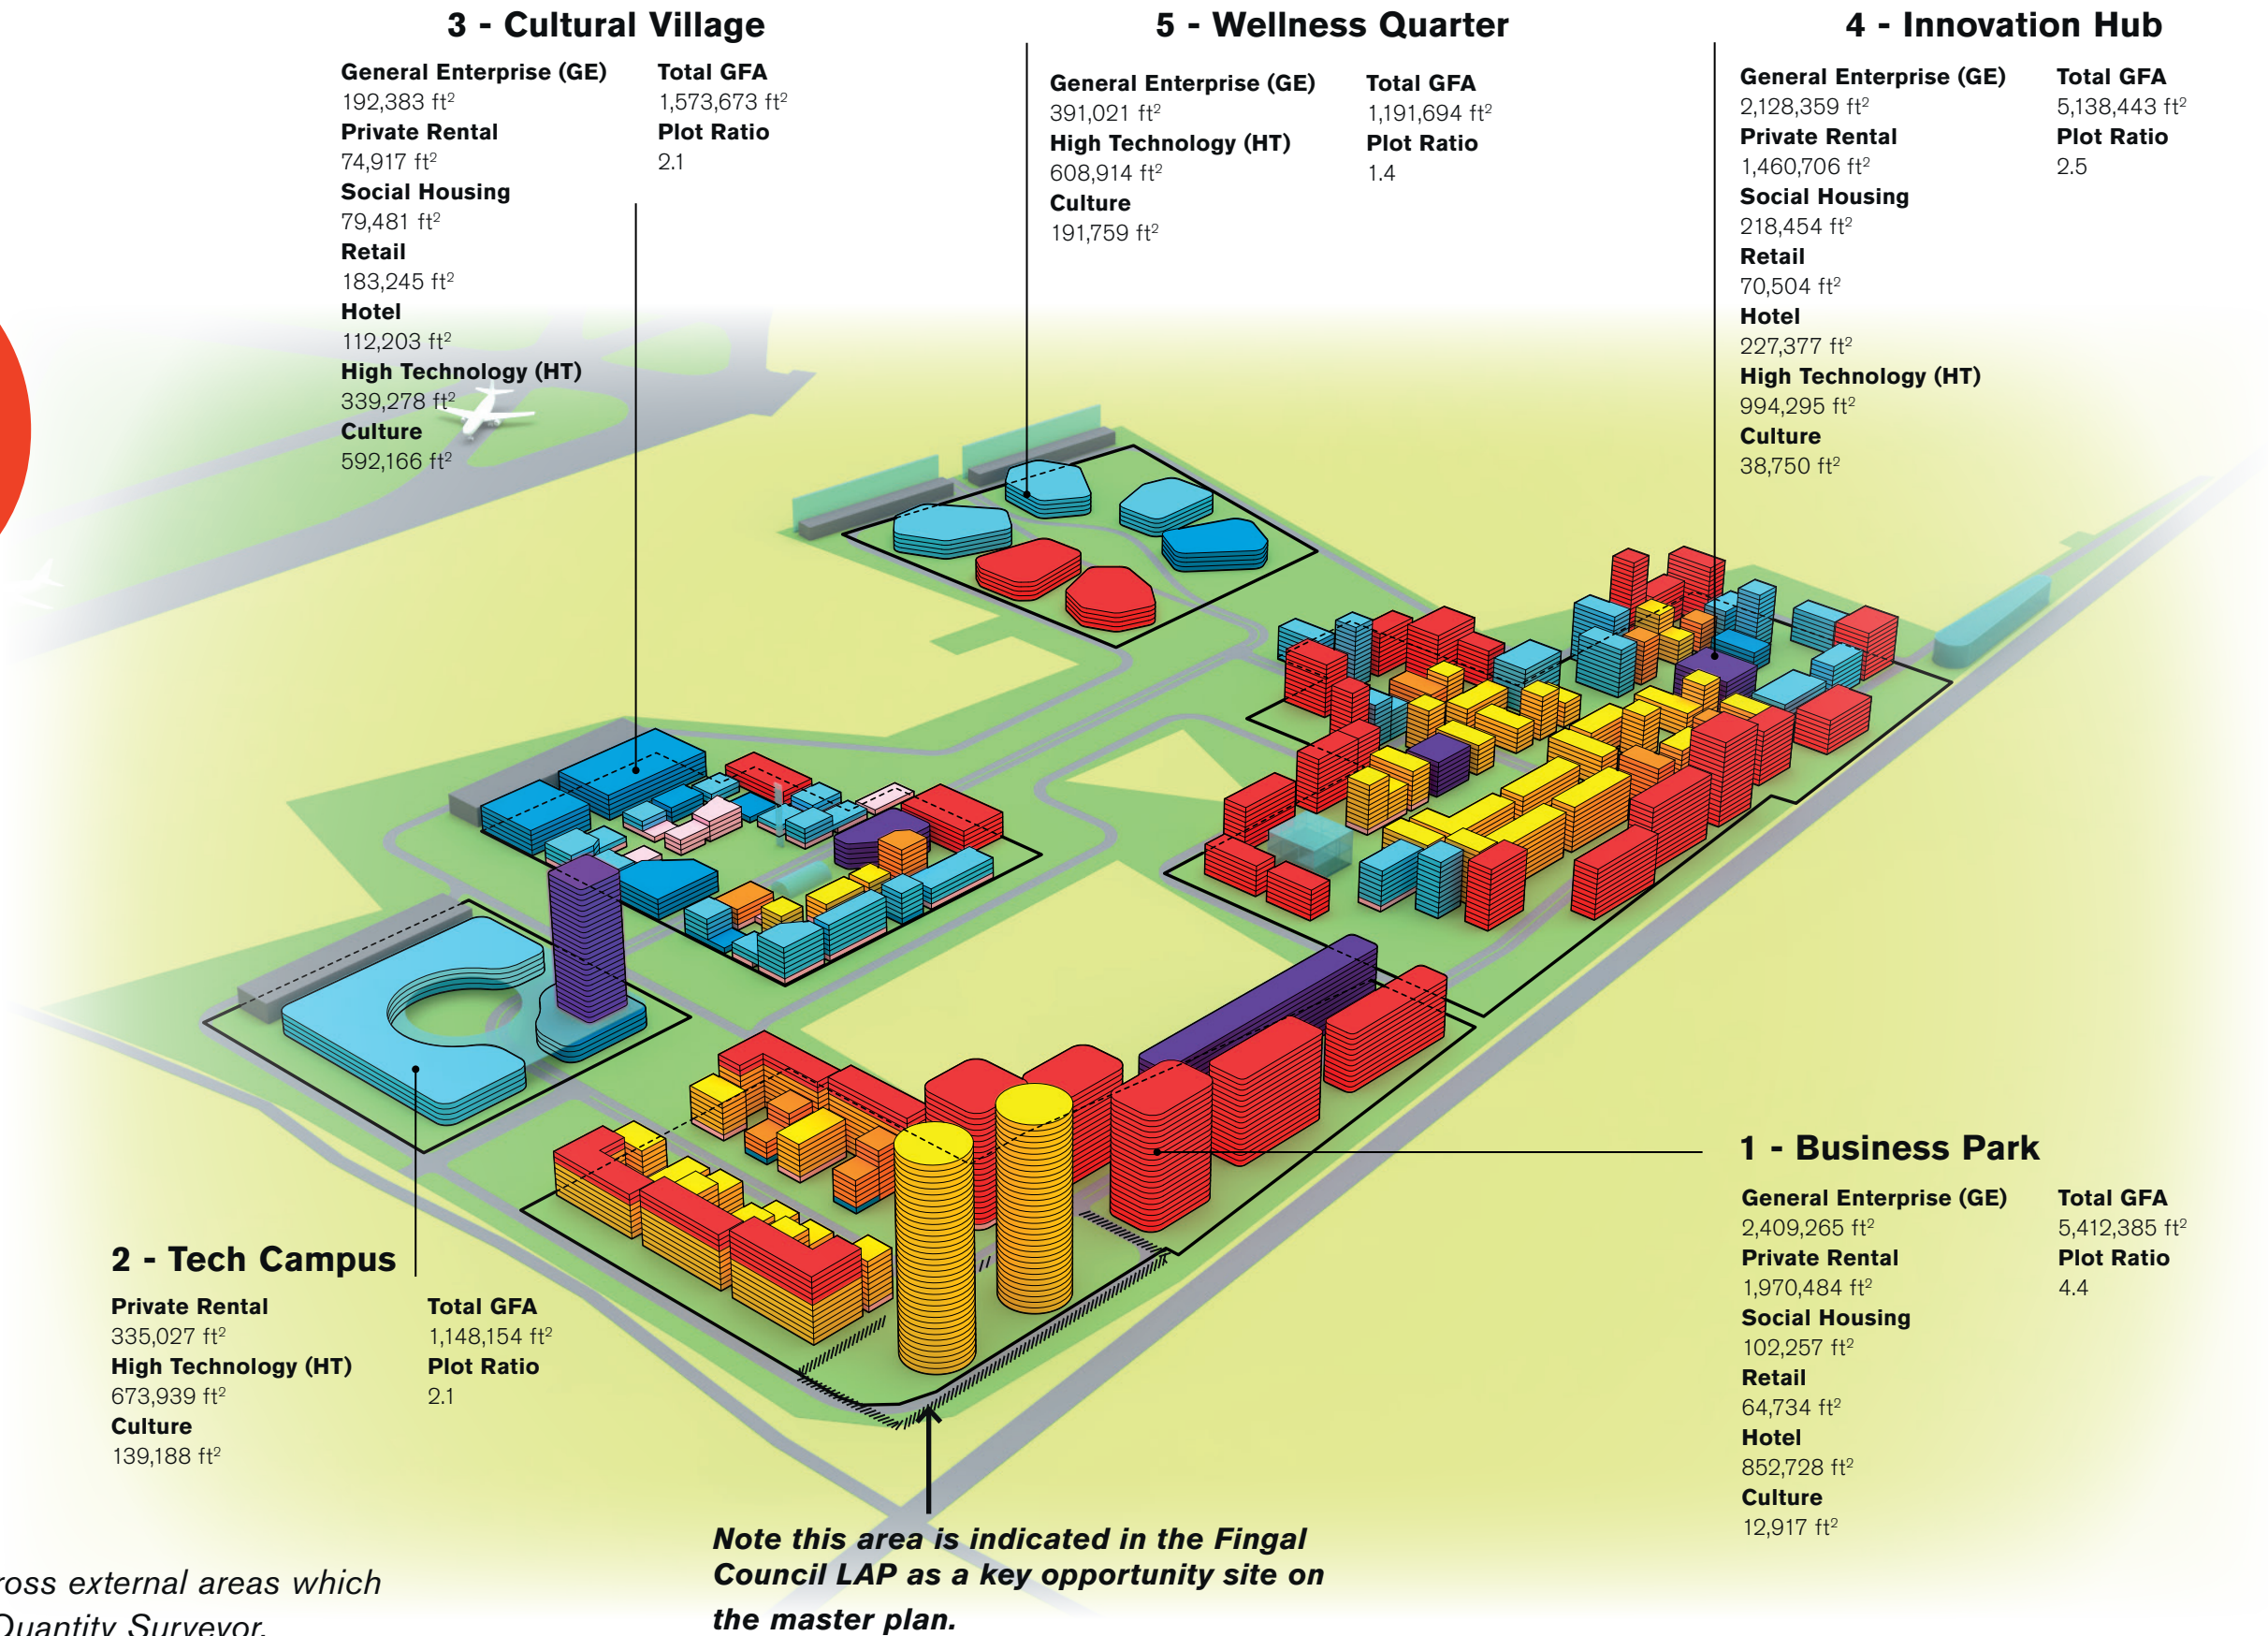 3 - Cultural Village
General Enterprise (GE)
192,383 ft²
Private Rental
74,917 ft²
Social Housing
79,481 ft²
Retail
183,245 ft²
Hotel
112,203 ft²
High Technology (HT)
339,278 ft²
Culture
592,166 ft²
Total GFA
1,573,673 ft²
Plot Ratio
2.1
5 - Wellness Quarter
General Enterprise (GE)
391,021 ft²
High Technology (HT)
608,914 ft²
Culture
191,759 ft²
Total GFA
1,191,694 ft²
Plot Ratio
1.4
4 - Innovation Hub
General Enterprise (GE)
2,128,359 ft²
Private Rental
1,460,706 ft²
Social Housing
218,454 ft²
Retail
70,504 ft²
Hotel
227,377 ft²
High Technology (HT)
994,295 ft²
Culture
38,750 ft²
Total GFA
5,138,443 ft²
Plot Ratio
2.5
2 - Tech Campus
Private Rental
335,027 ft²
High Technology (HT)
673,939 ft²
Culture
139,188 ft²
Total GFA
1,148,154 ft²
Plot Ratio
2.1
1 - Business Park
General Enterprise (GE)
2,409,265 ft²
Private Rental
1,970,484 ft²
Social Housing
102,257 ft²
Retail
64,734 ft²
Hotel
852,728 ft²
Culture
12,917 ft²
Total GFA
5,412,385 ft²
Plot Ratio
4.4
Note this area is indicated in the Fingal
Council LAP as a key opportunity site on
the master plan.
ross external areas which
Quantity Surveyor.